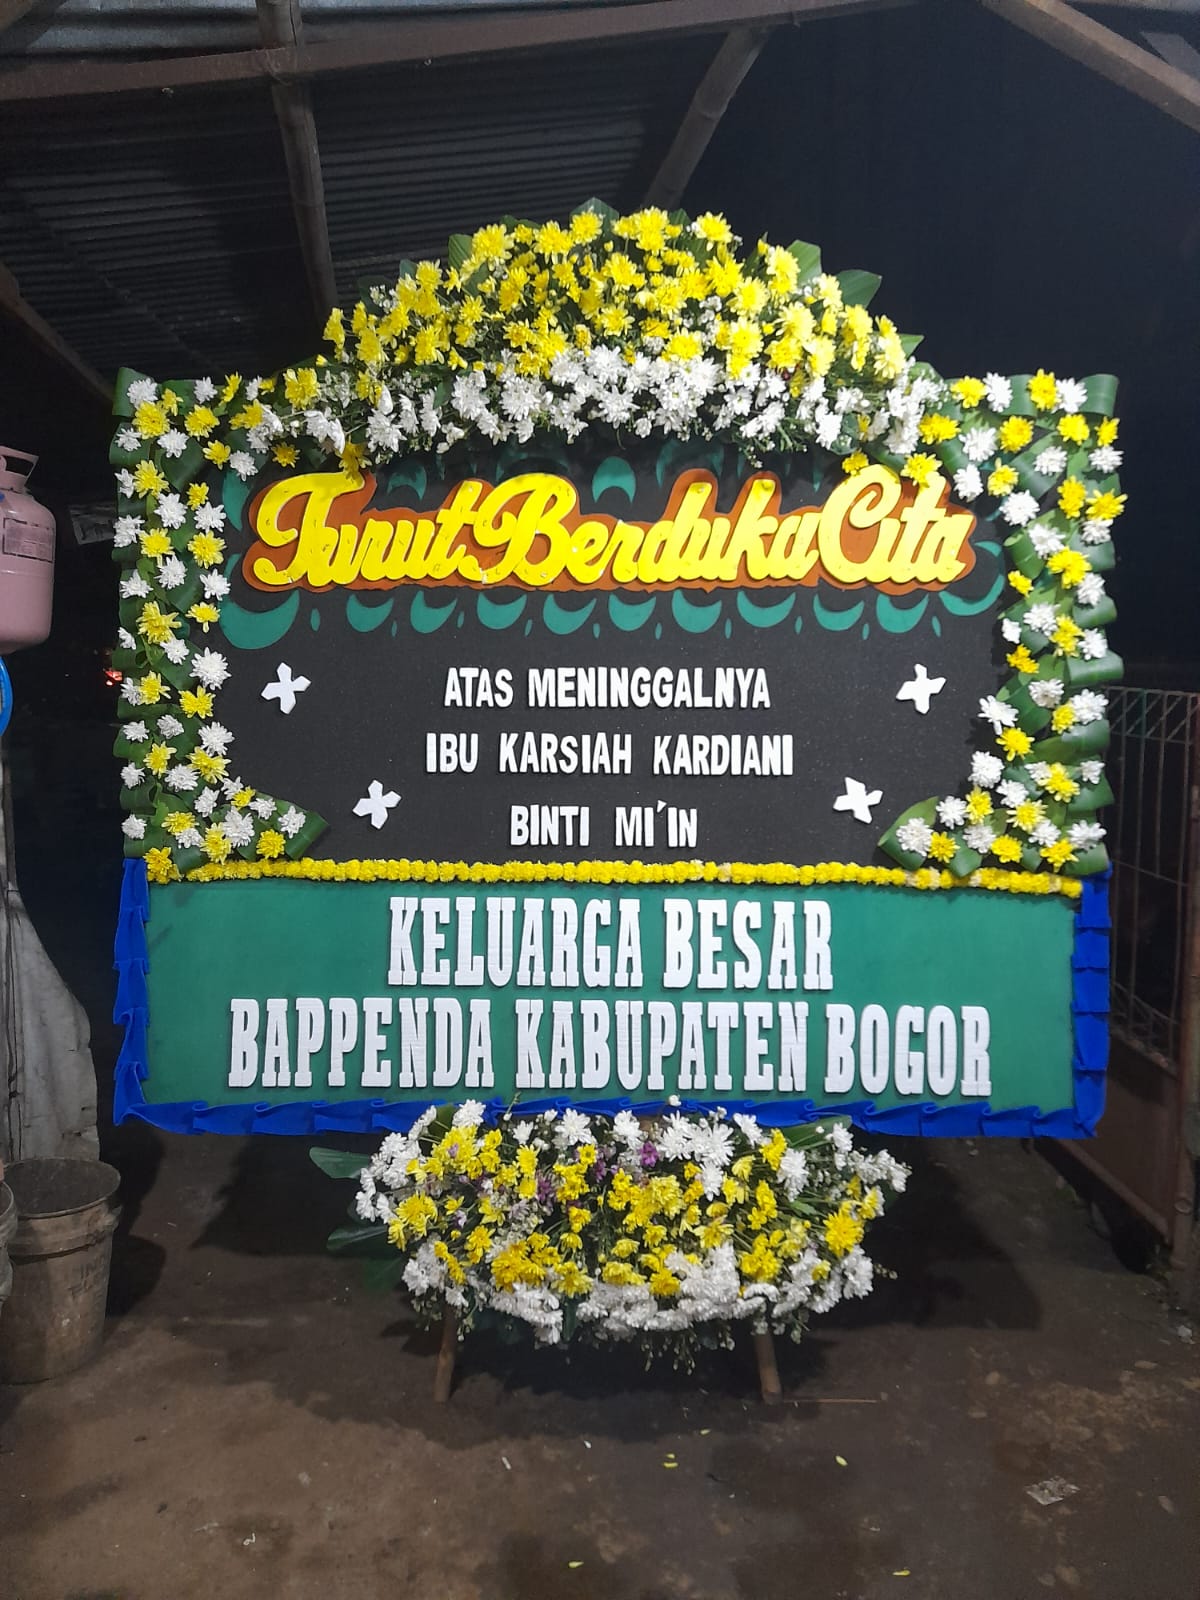 Turut Berduka Cita
ATAS MENINGGALNYA
IBU KARSIAH KARDIANI
BINTI MI´IN
KELUARGA BESAR
BAPPENDA KABUPATEN BOGOR